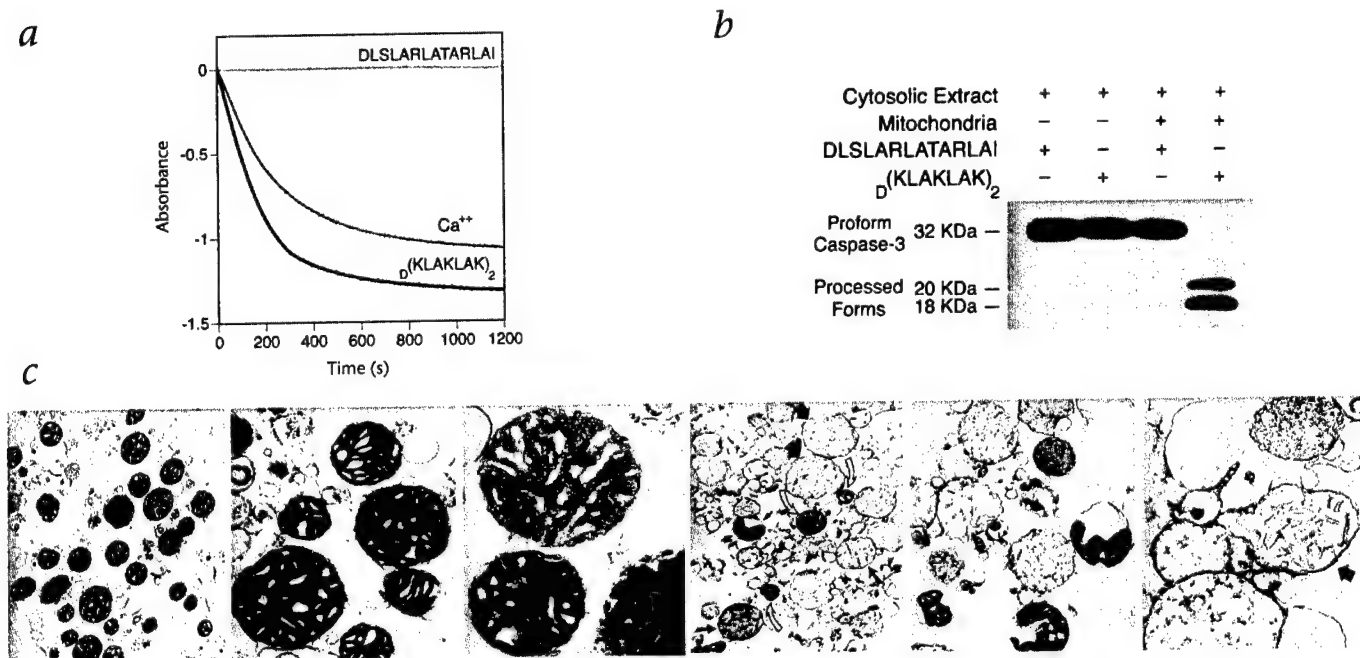 a
DLSLARLATARLAI
0
-0.5
-1
-1.5
Absorbance
Ca++
D(KLAKLAK)2
0 200 400 600 800 1000 1200
Time (s)
b
Cytosolic Extract + + + +
Mitochondria – – + +
DLSLARLATARLAI + – + –
D(KLAKLAK)2 – + – +
Proform
Caspase-3 32 KDa –
Processed 20 KDa –
Forms 18 KDa –
c